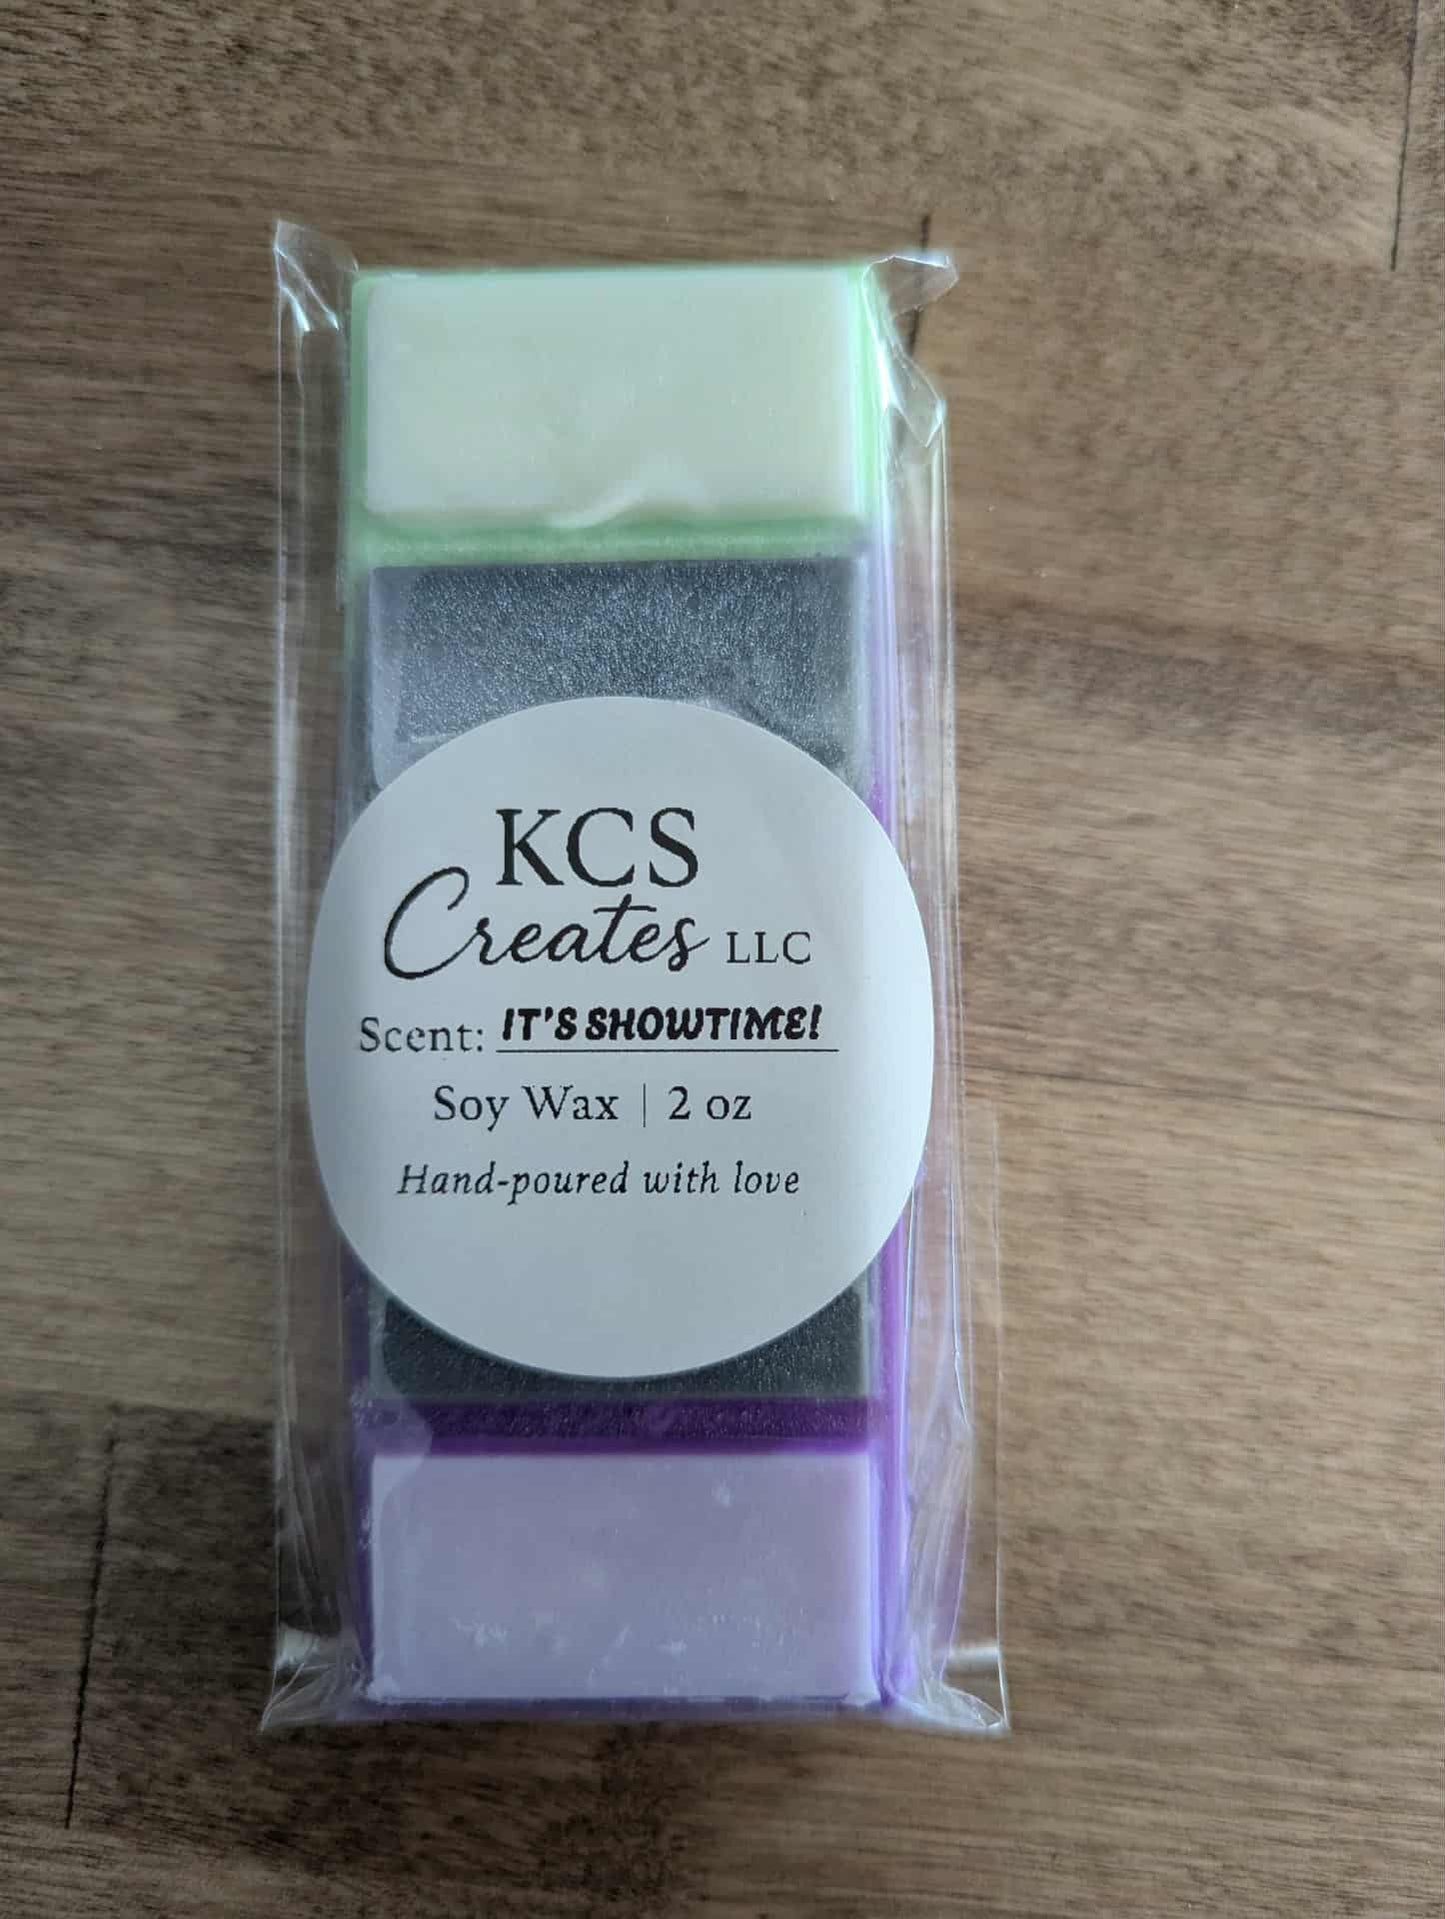 KCS
Creates LLC
Scent: IT'S SHOWTIME!
Soy Wax | 2 oz
Hand-poured with love